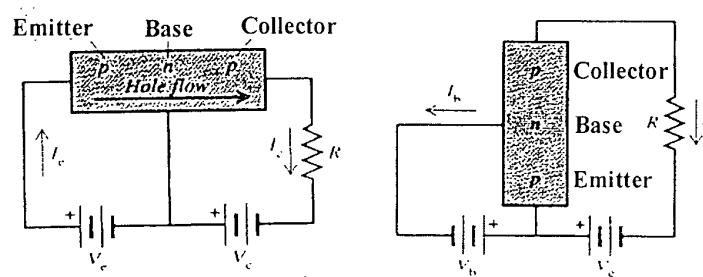 Emitter Base Collector
p n p
Hole flow
I_e
I_c
R
+
V_e
+
V_c
p Collector
I_b
n Base
R
p Emitter
+
V_b
+
V_c